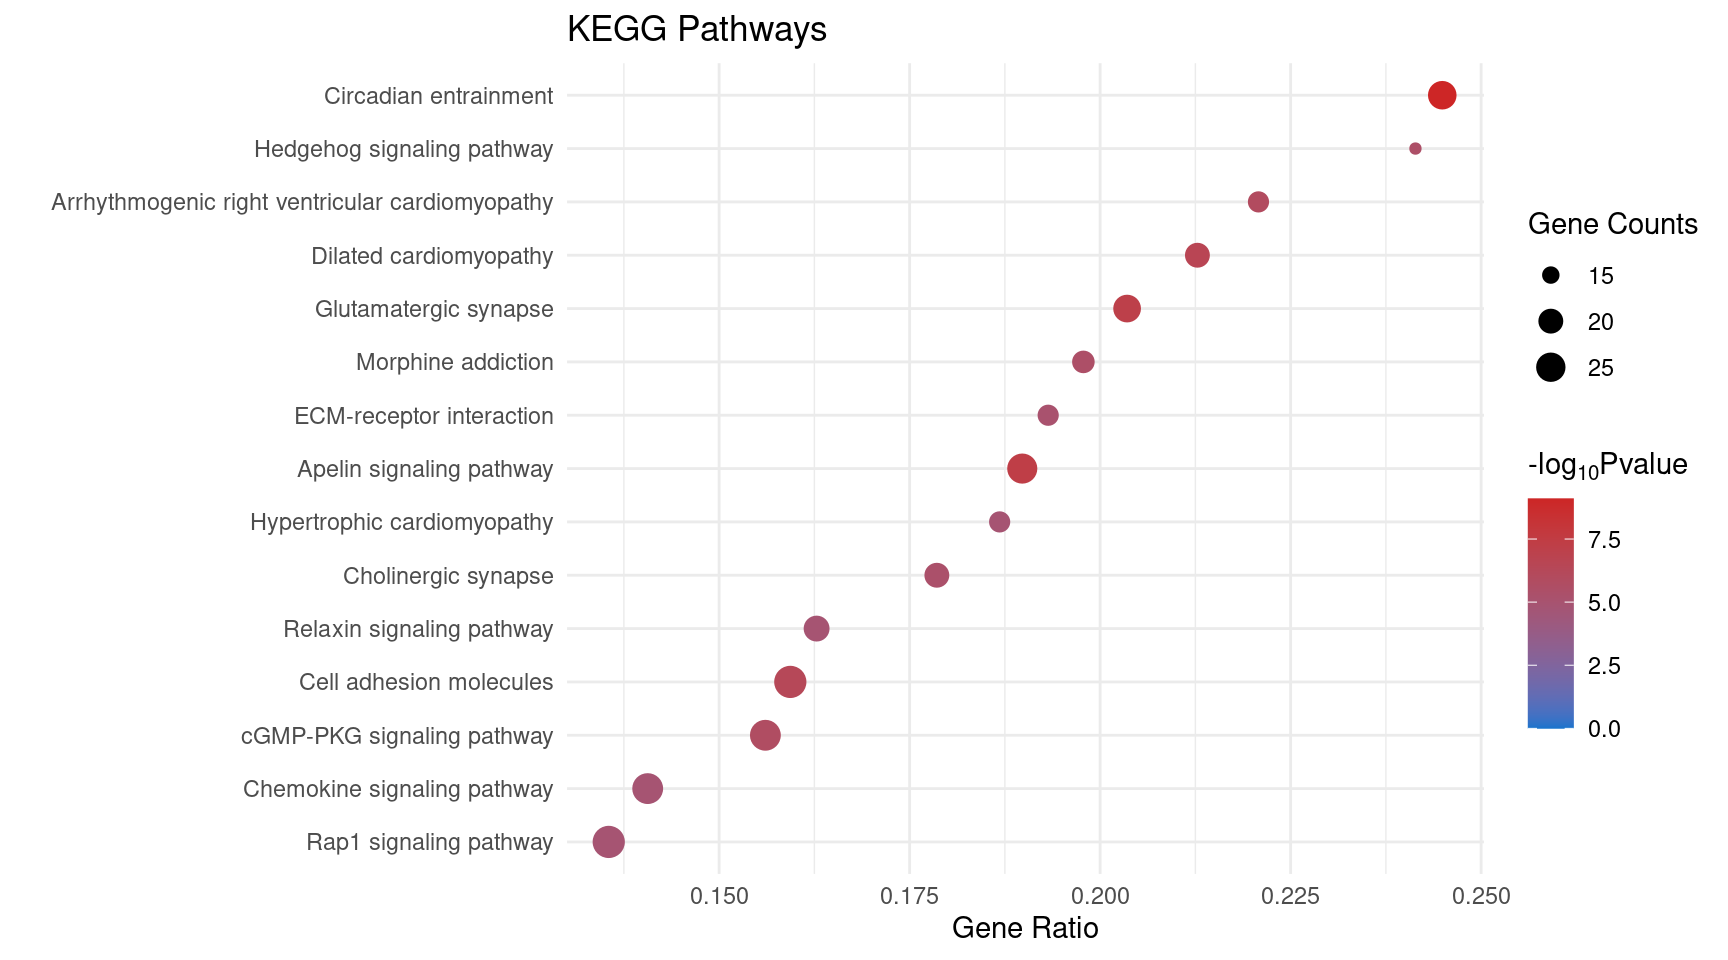 KEGG Pathways
Circadian entrainment
Hedgehog signaling pathway
Arrhythmogenic right ventricular cardiomyopathy
Dilated cardiomyopathy
Glutamatergic synapse
Morphine addiction
ECM-receptor interaction
Apelin signaling pathway
Hypertrophic cardiomyopathy
Cholinergic synapse
Relaxin signaling pathway
Cell adhesion molecules
cGMP-PKG signaling pathway
Chemokine signaling pathway
Rap1 signaling pathway
0.150 0.175 0.200 0.225 0.250
Gene Ratio
Gene Counts
15
20
25
-log₁₀Pvalue
7.5
5.0
2.5
0.0